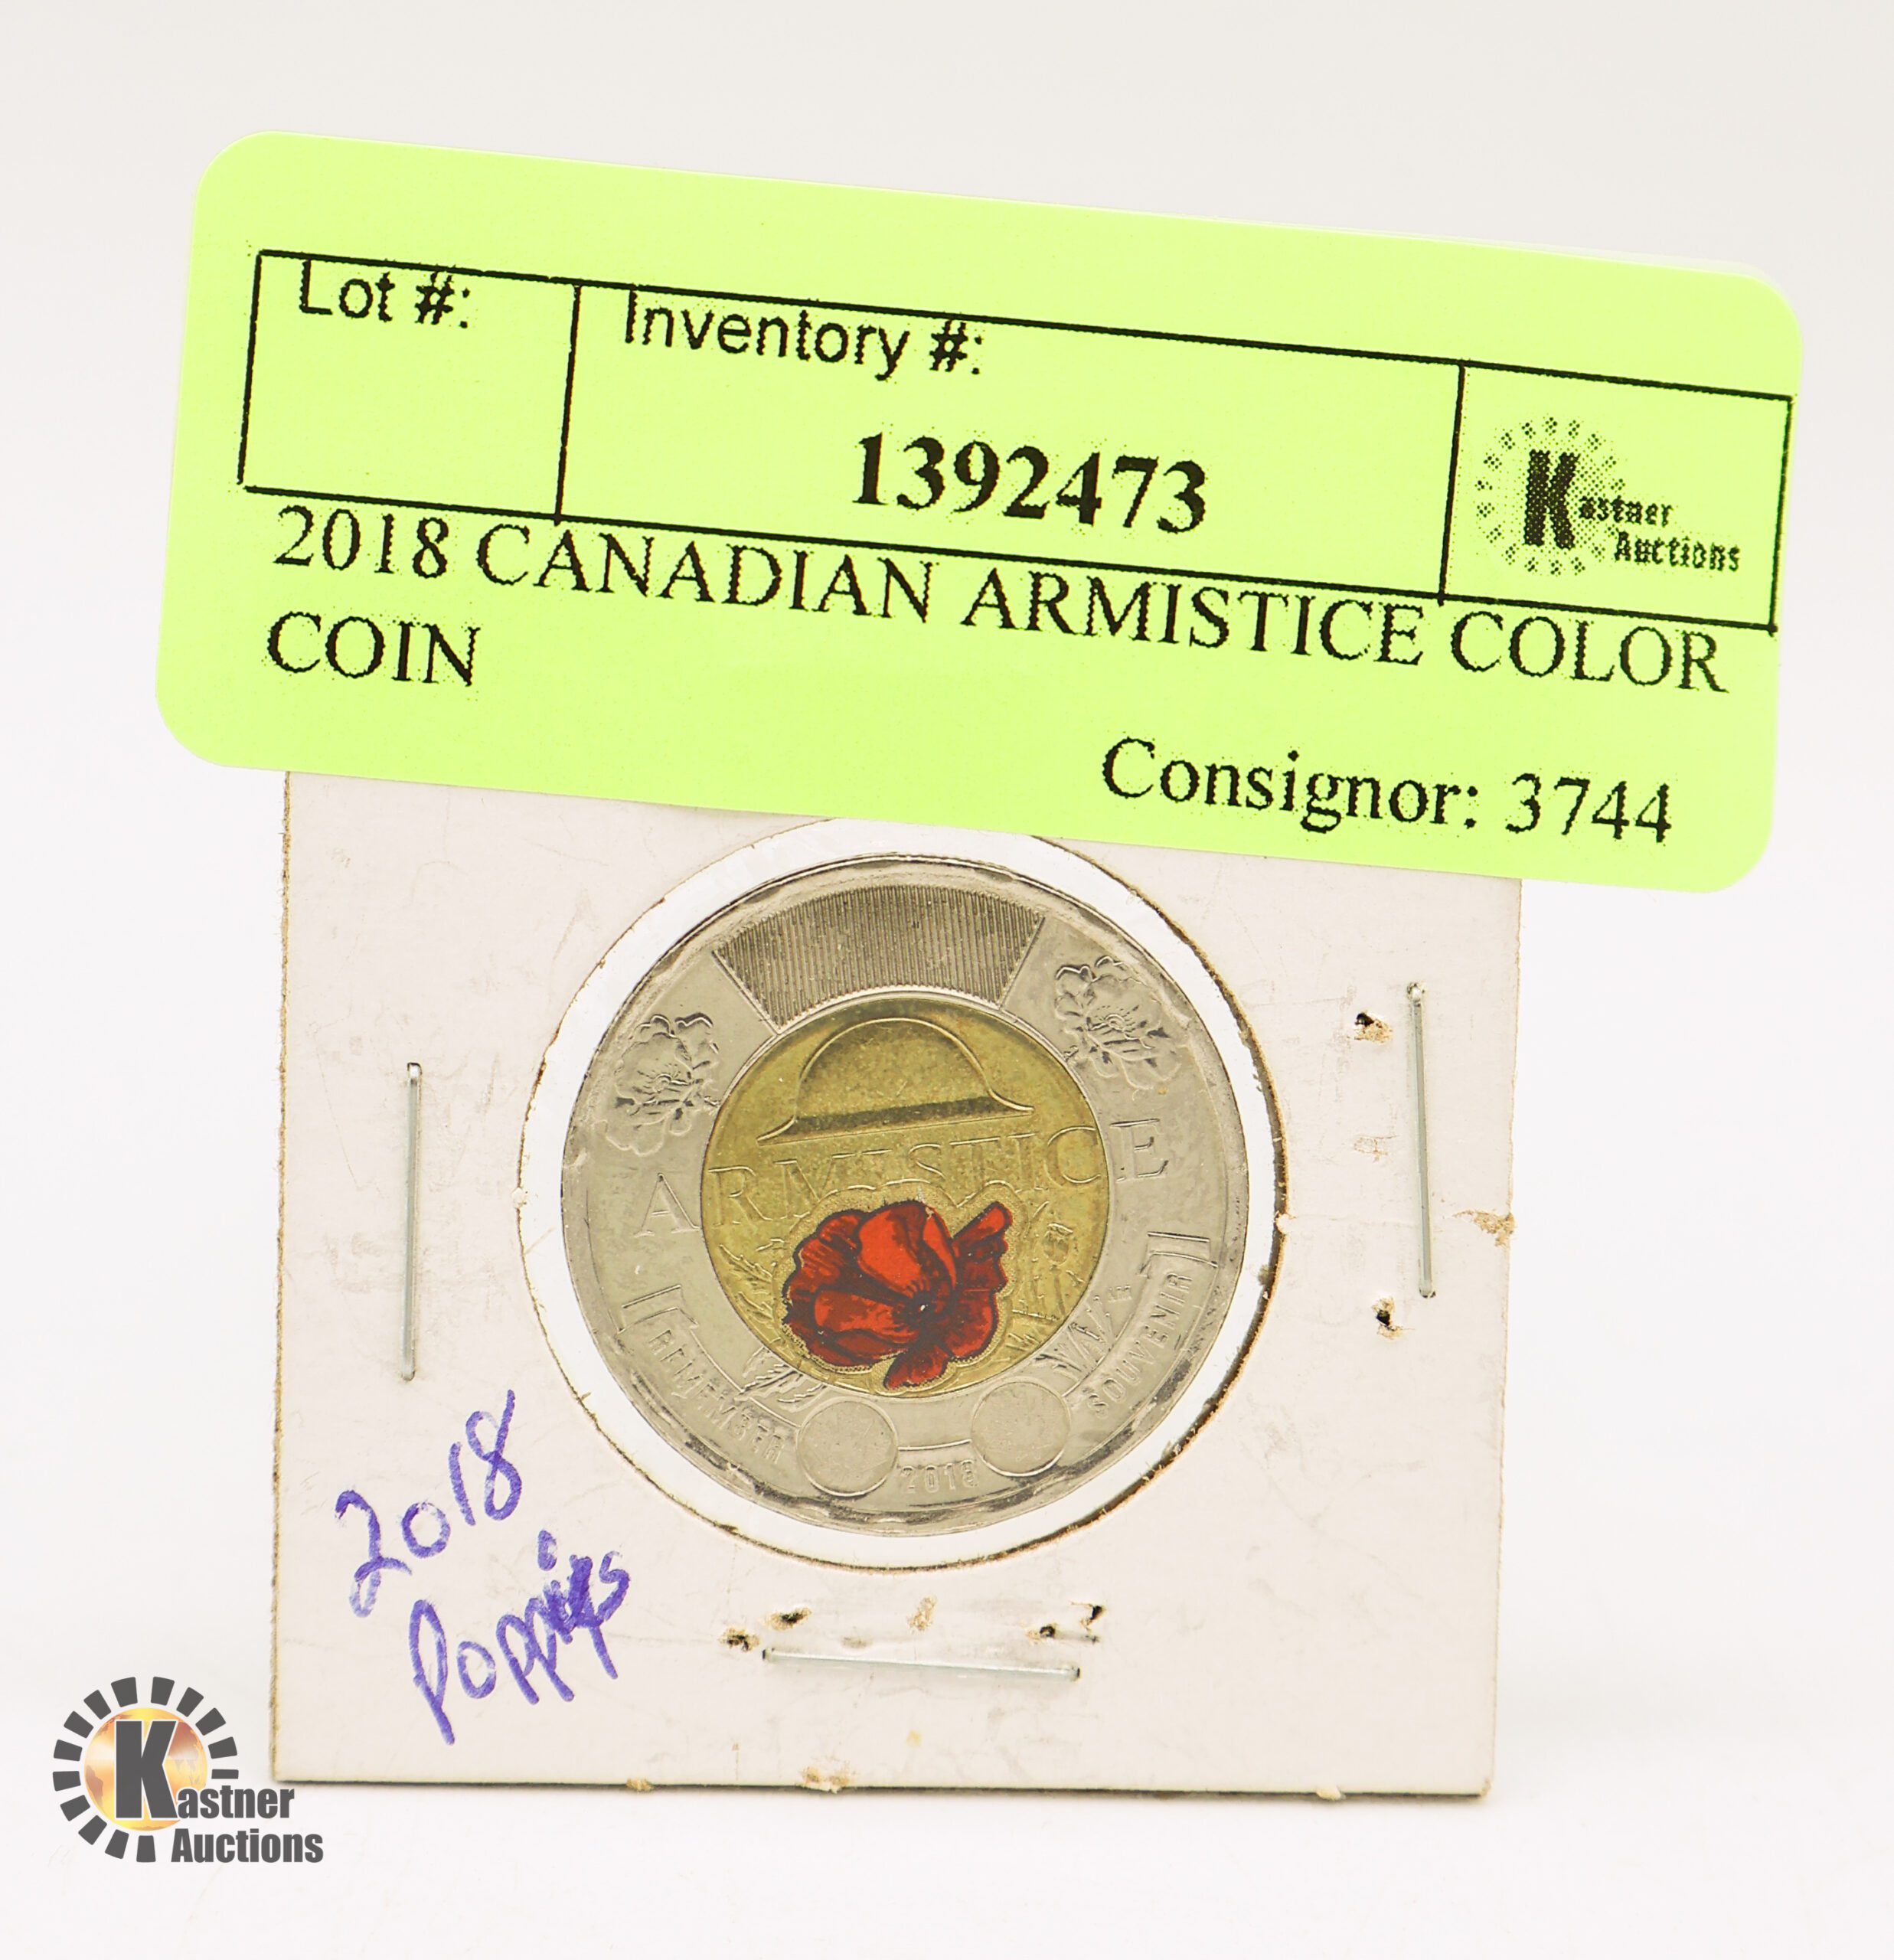 Lot #:
Inventory #:
1392473
Kastner
Auctions
2018 CANADIAN ARMISTICE COLOR
COIN
Consignor: 3744
ARMISTICE
REMEMBER
2018
SOUVENIR
2018
Poppies
Kastner
Auctions